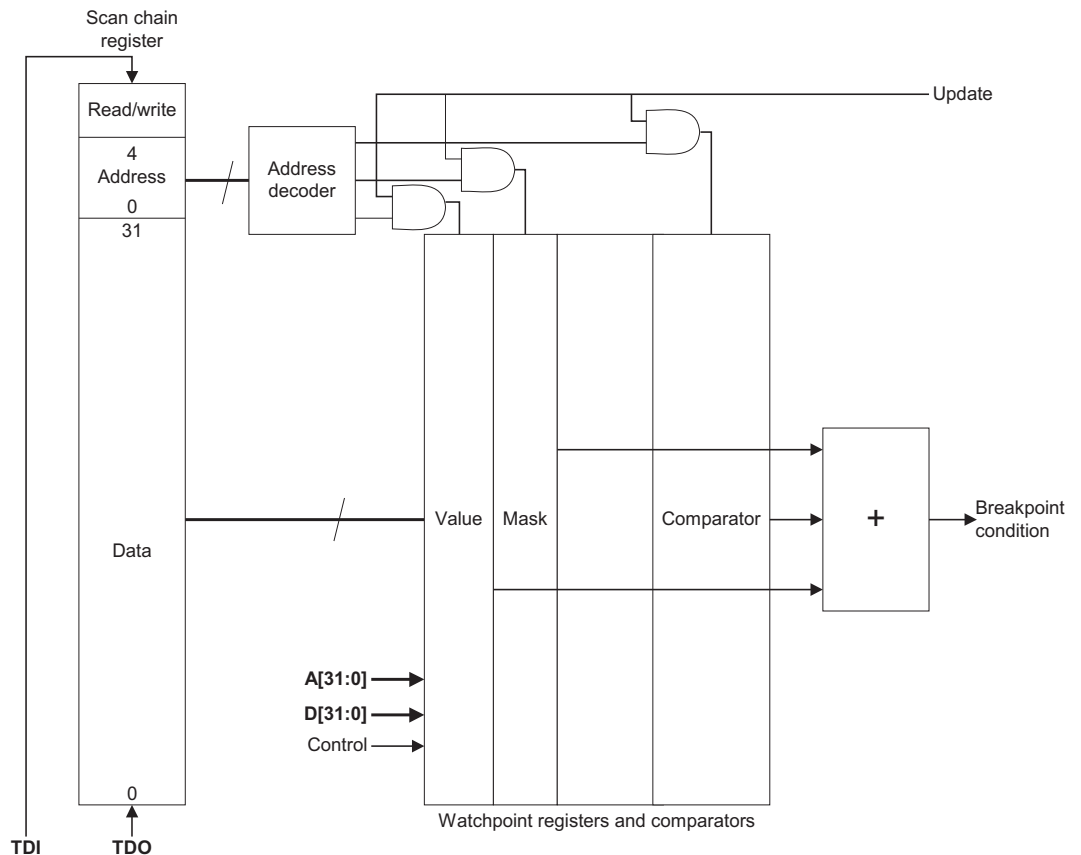 Scan chain
register
Read/write
4
Address
0
31
Data
0
TDI
TDO
Address
decoder
Update
Value
Mask
Comparator
+
Breakpoint
condition
A[31:0]
D[31:0]
Control
Watchpoint registers and comparators